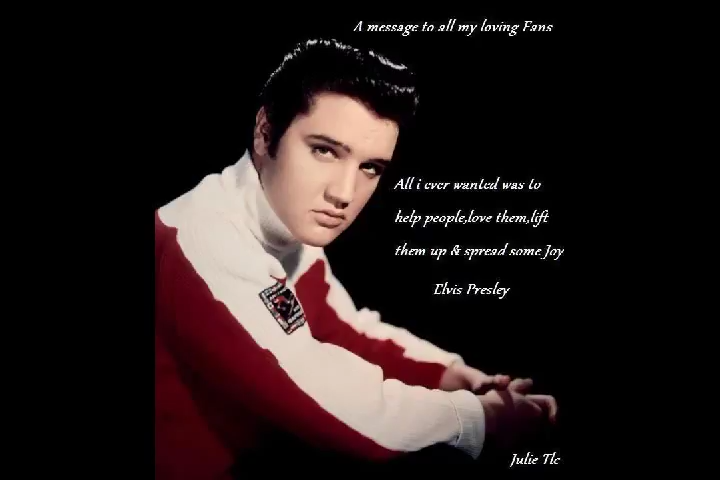 A message to all my loving Fans
All i ever wanted was to
help people,love them,lift
them up & spread some Joy
Elvis Presley
Julie Tlc